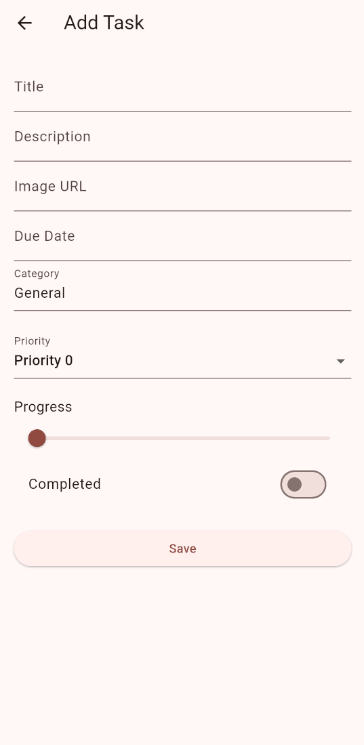 Add Task
Title
Description
Image URL
Due Date
Category
General
Priority
Priority 0
Progress
Completed
Save